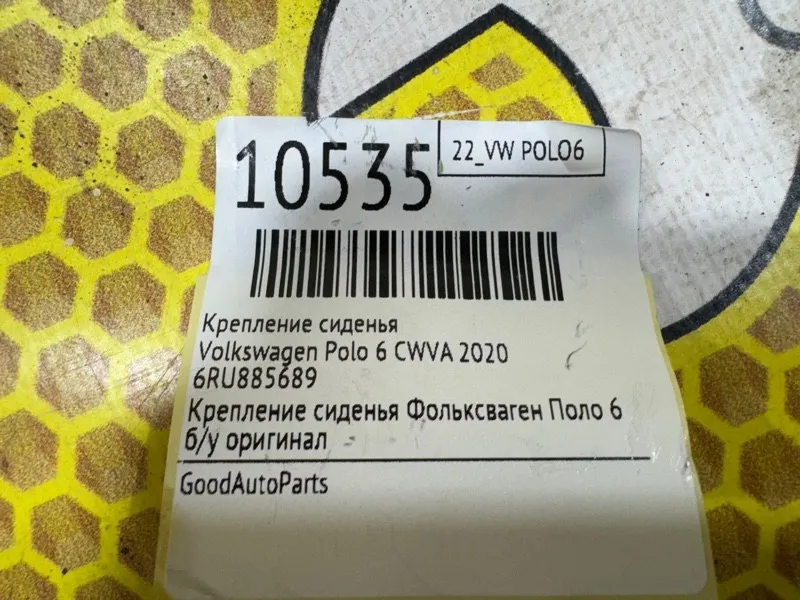 10535
22_VW POLO6
Крепление сиденья
Volkswagen Polo 6 CWVA 2020
6RU885689
Крепление сиденья Фольксваген Поло 6
б/у оригинал
GoodAutoParts